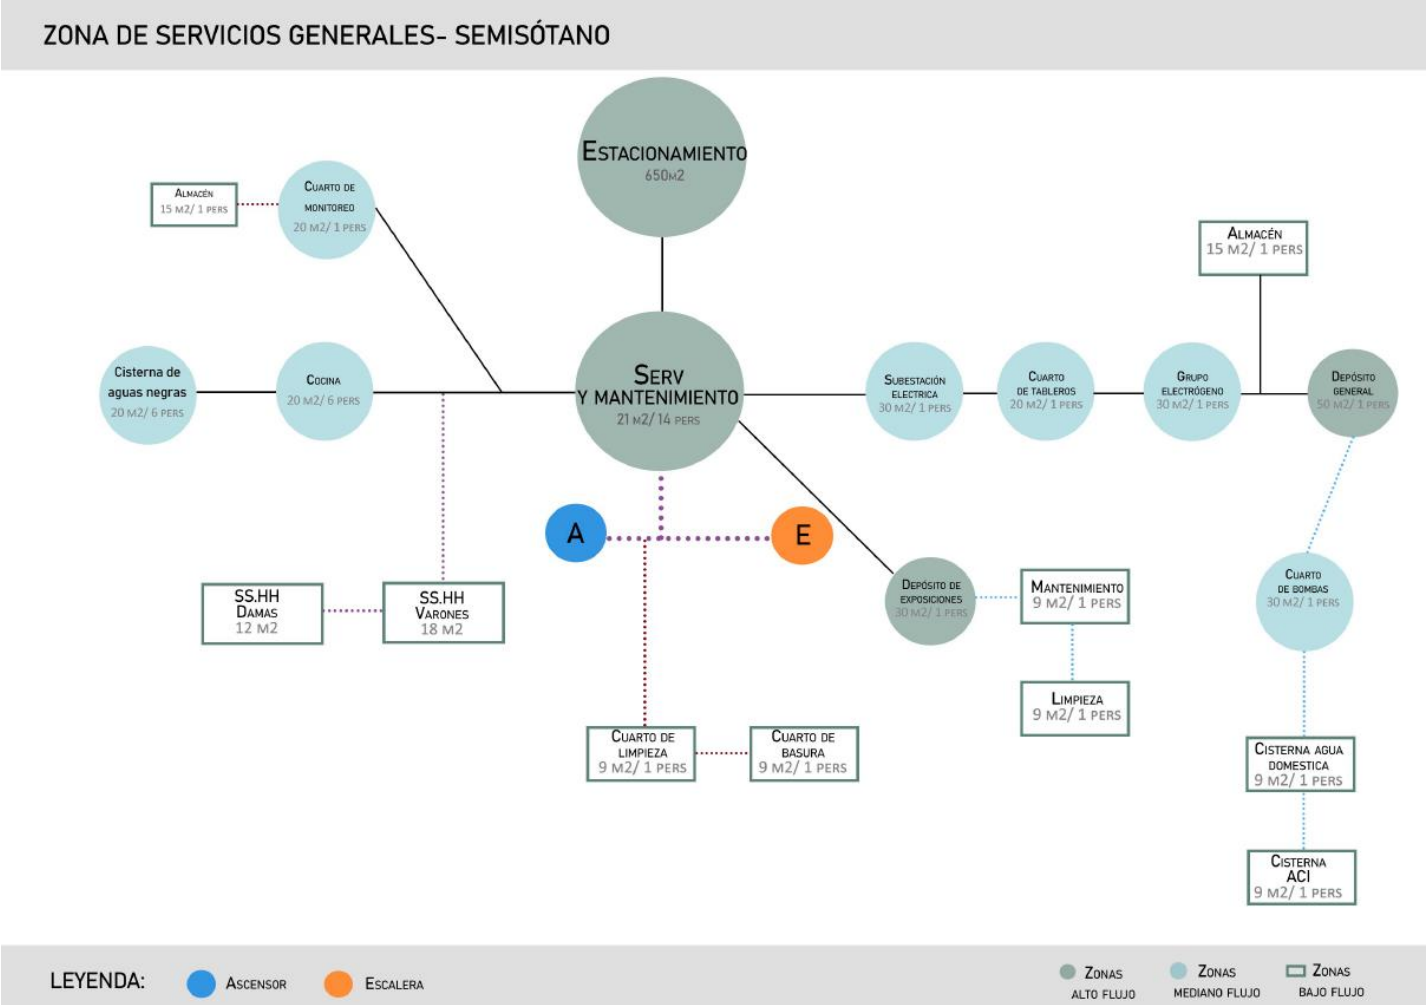 ZONA DE SERVICIOS GENERALES- SEMISÓTANO
ESTACIONAMIENTO
650M2
ALMACÉN
15 M2/ 1 PERS
CUARTO DE
MONITOREO
20 M2/ 1 PERS
ALMACÉN
15 M2/ 1 PERS
Cisterna de
aguas negras
20 M2/ 6 PERS
COCINA
20 M2/ 6 PERS
SERV
Y MANTENIMIENTO
21 M2/ 14 PERS
SUBESTACIÓN
ELECTRICA
30 M2/ 1 PERS
CUARTO
DE TABLEROS
20 M2/ 1 PERS
GRUPO
ELECTRÓGENO
30 M2/ 1 PERS
DEPÓSITO
GENERAL
50 M2/ 1 PERS
A
E
SS.HH
DAMAS
12 M2
SS.HH
VARONES
18 M2
DEPÓSITO DE
EXPOSICIONES
30 M2/ 1 PERS
MANTENIMIENTO
9 M2/ 1 PERS
CUARTO
DE BOMBAS
30 M2/ 1 PERS
LIMPIEZA
9 M2/ 1 PERS
CUARTO DE
LIMPIEZA
9 M2/ 1 PERS
CUARTO DE
BASURA
9 M2/ 1 PERS
CISTERNA AGUA
DOMESTICA
9 M2/ 1 PERS
CISTERNA
ACI
9 M2/ 1 PERS
LEYENDA:
ASCENSOR
ESCALERA
ZONAS
ALTO FLUJO
ZONAS
MEDIANO FLUJO
ZONAS
BAJO FLUJO